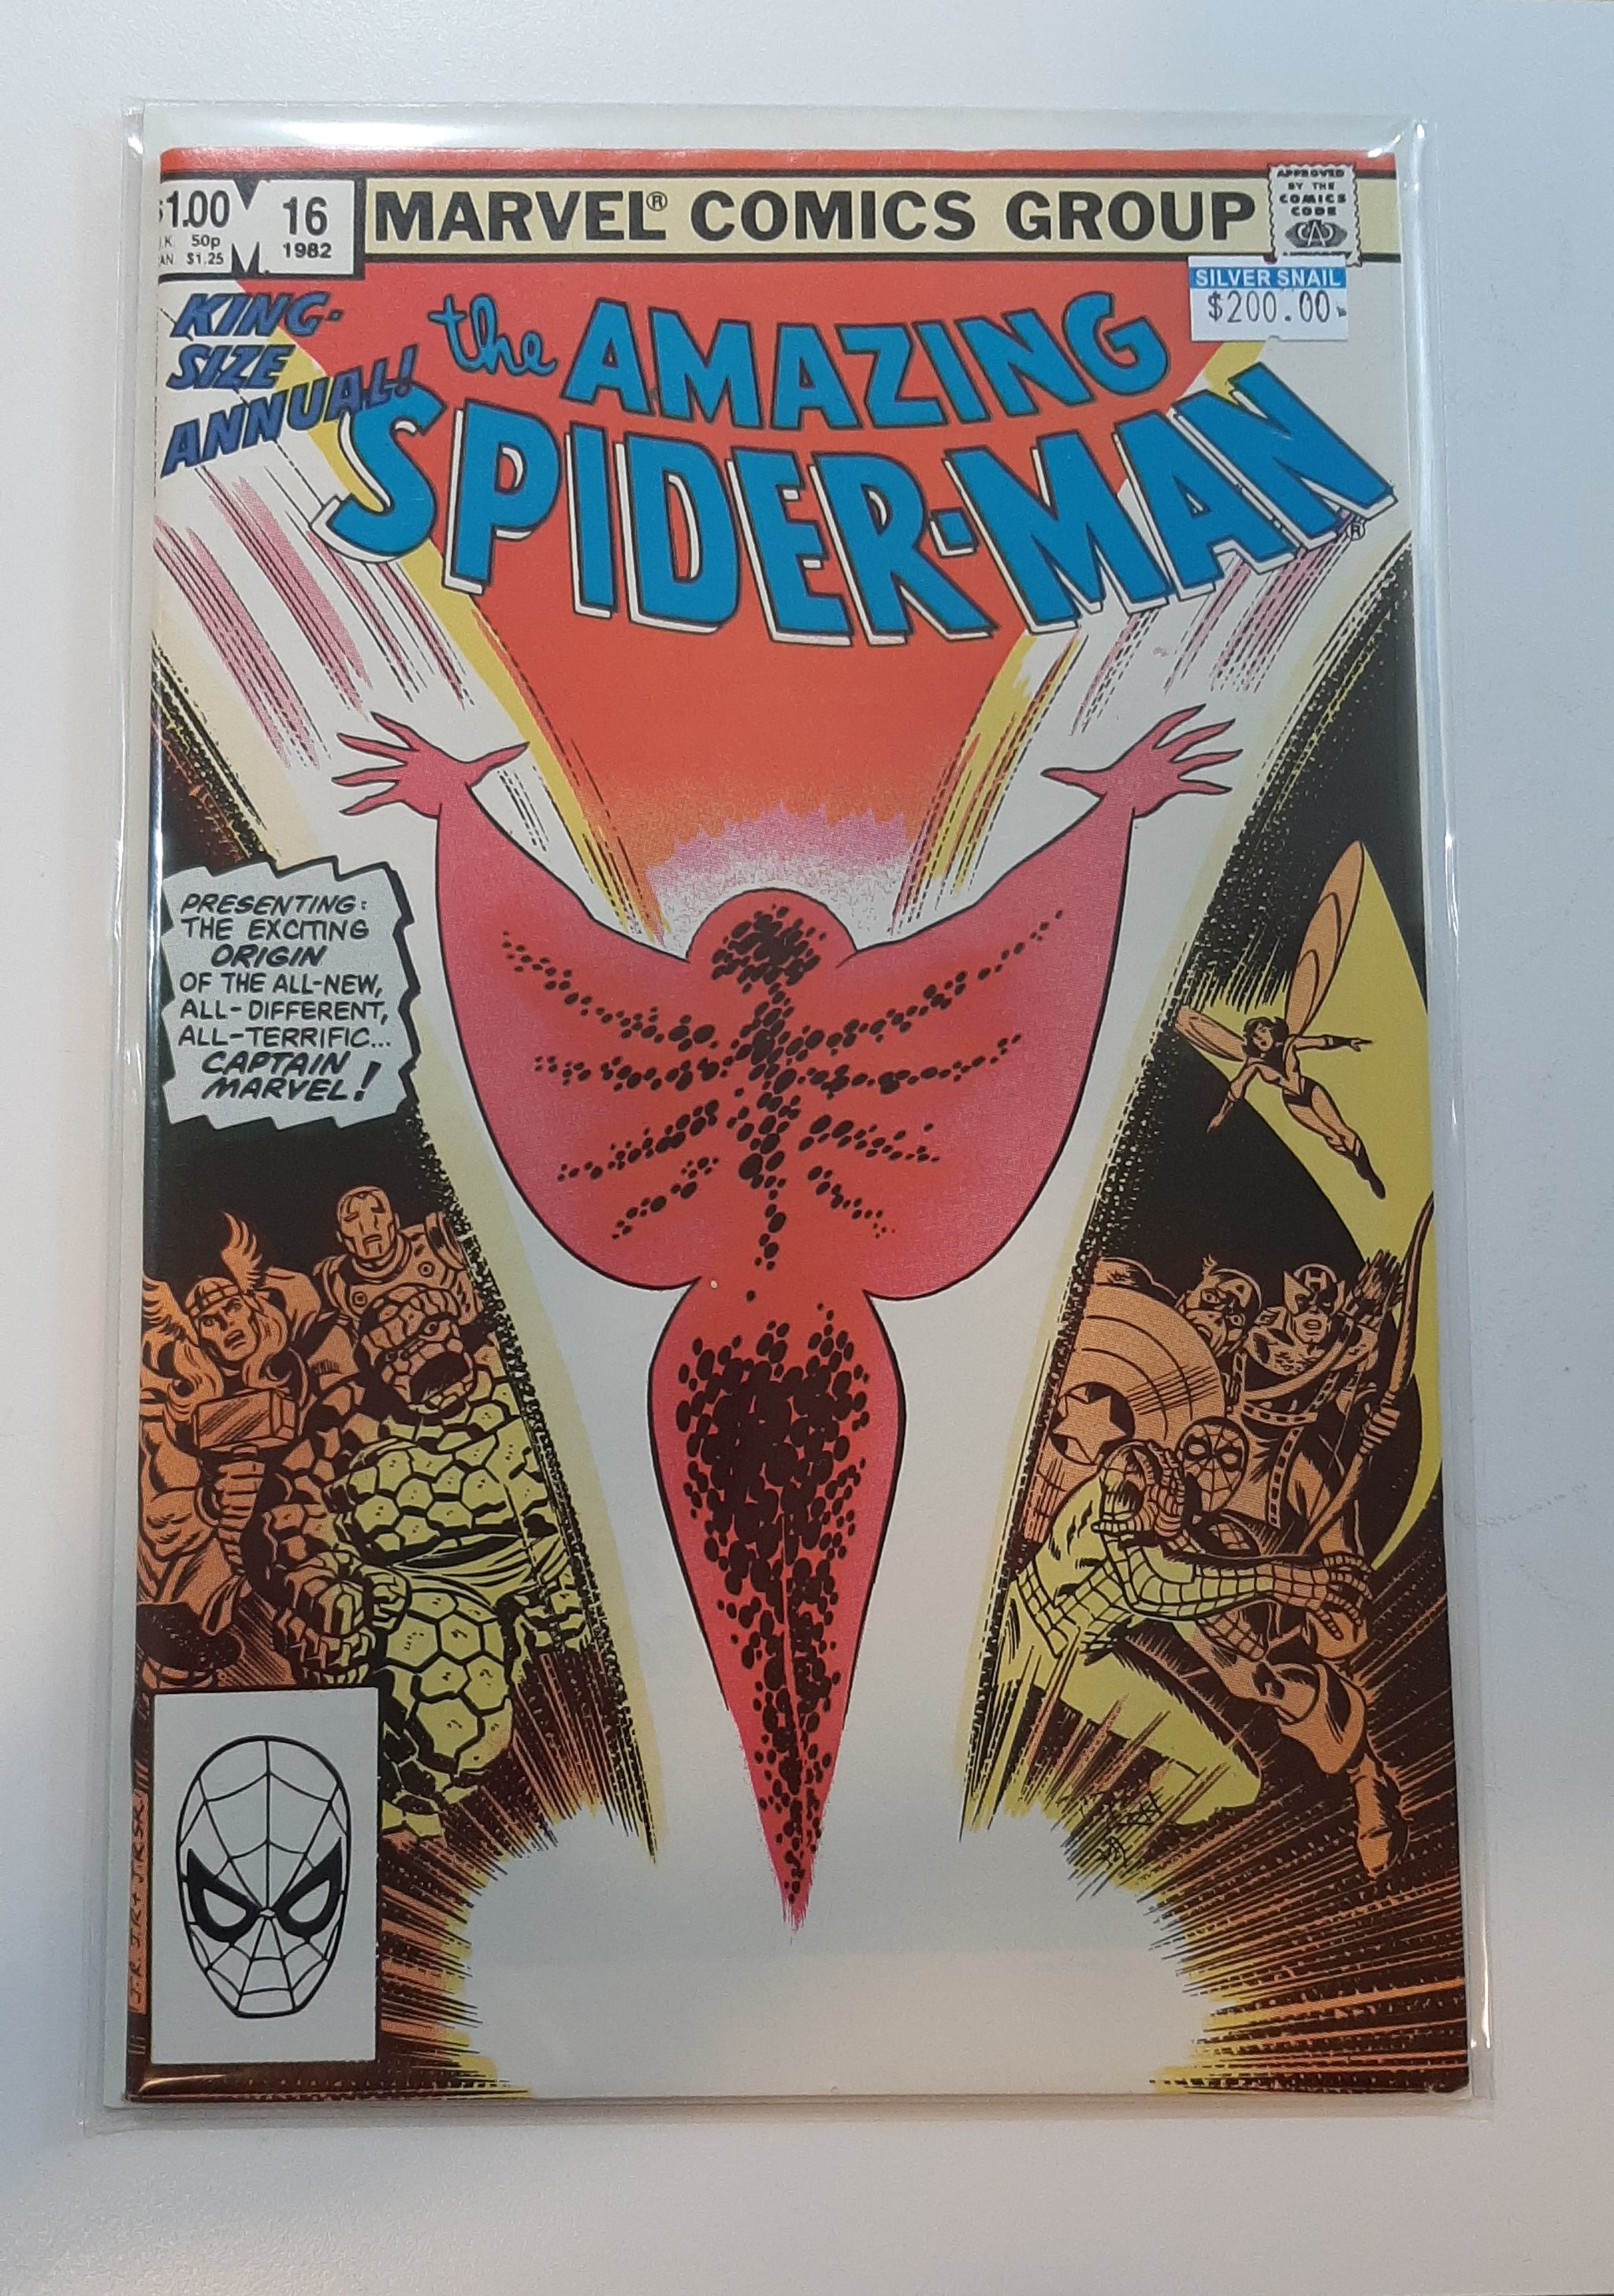 $1.00
50p
$1.25
16
1982
MARVEL® COMICS GROUP
APPROVED
BY THE
COMICS
CODE
SILVER SNAIL
$200.00
KING-
SIZE
ANNUAL!
the AMAZING
SPIDER-MAN
®
PRESENTING:
THE EXCITING
ORIGIN
OF THE ALL-NEW,
ALL-DIFFERENT,
ALL-TERRIFIC...
CAPTAIN
MARVEL!
H